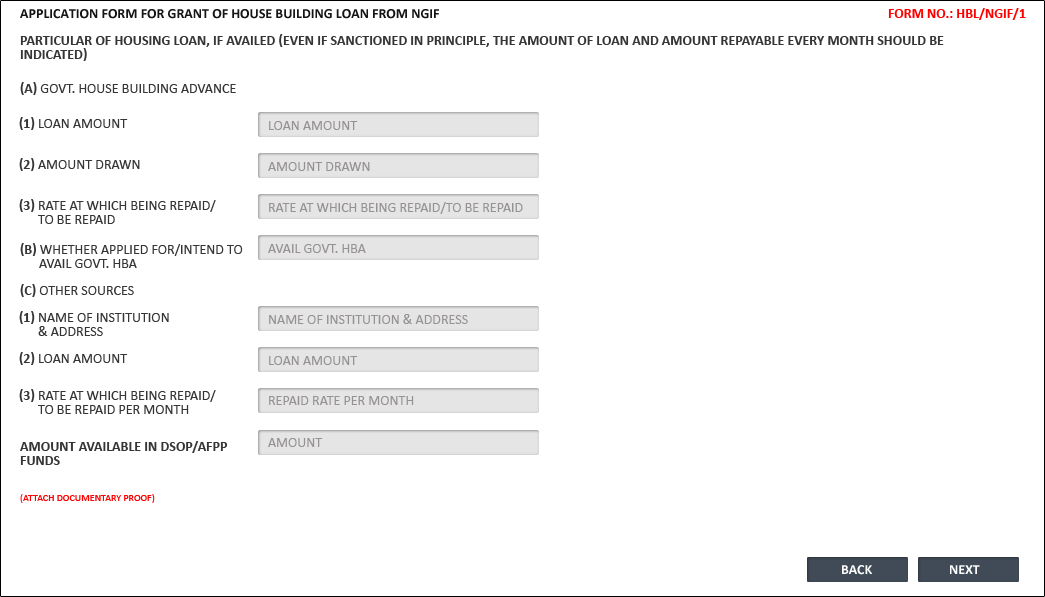 APPLICATION FORM FOR GRANT OF HOUSE BUILDING LOAN FROM NGIF
FORM NO.: HBL/NGIF/1
PARTICULAR OF HOUSING LOAN, IF AVAILED (EVEN IF SANCTIONED IN PRINCIPLE, THE AMOUNT OF LOAN AND AMOUNT REPAYABLE EVERY MONTH SHOULD BE
INDICATED)
(A) GOVT. HOUSE BUILDING ADVANCE
(1) LOAN AMOUNT
LOAN AMOUNT
(2) AMOUNT DRAWN
AMOUNT DRAWN
(3) RATE AT WHICH BEING REPAID/
TO BE REPAID
RATE AT WHICH BEING REPAID/TO BE REPAID
(B) WHETHER APPLIED FOR/INTEND TO
AVAIL GOVT. HBA
AVAIL GOVT. HBA
(C) OTHER SOURCES
(1) NAME OF INSTITUTION
& ADDRESS
NAME OF INSTITUTION & ADDRESS
(2) LOAN AMOUNT
LOAN AMOUNT
(3) RATE AT WHICH BEING REPAID/
TO BE REPAID PER MONTH
REPAID RATE PER MONTH
AMOUNT AVAILABLE IN DSOP/AFPP
FUNDS
AMOUNT
(ATTACH DOCUMENTARY PROOF)
BACK
NEXT